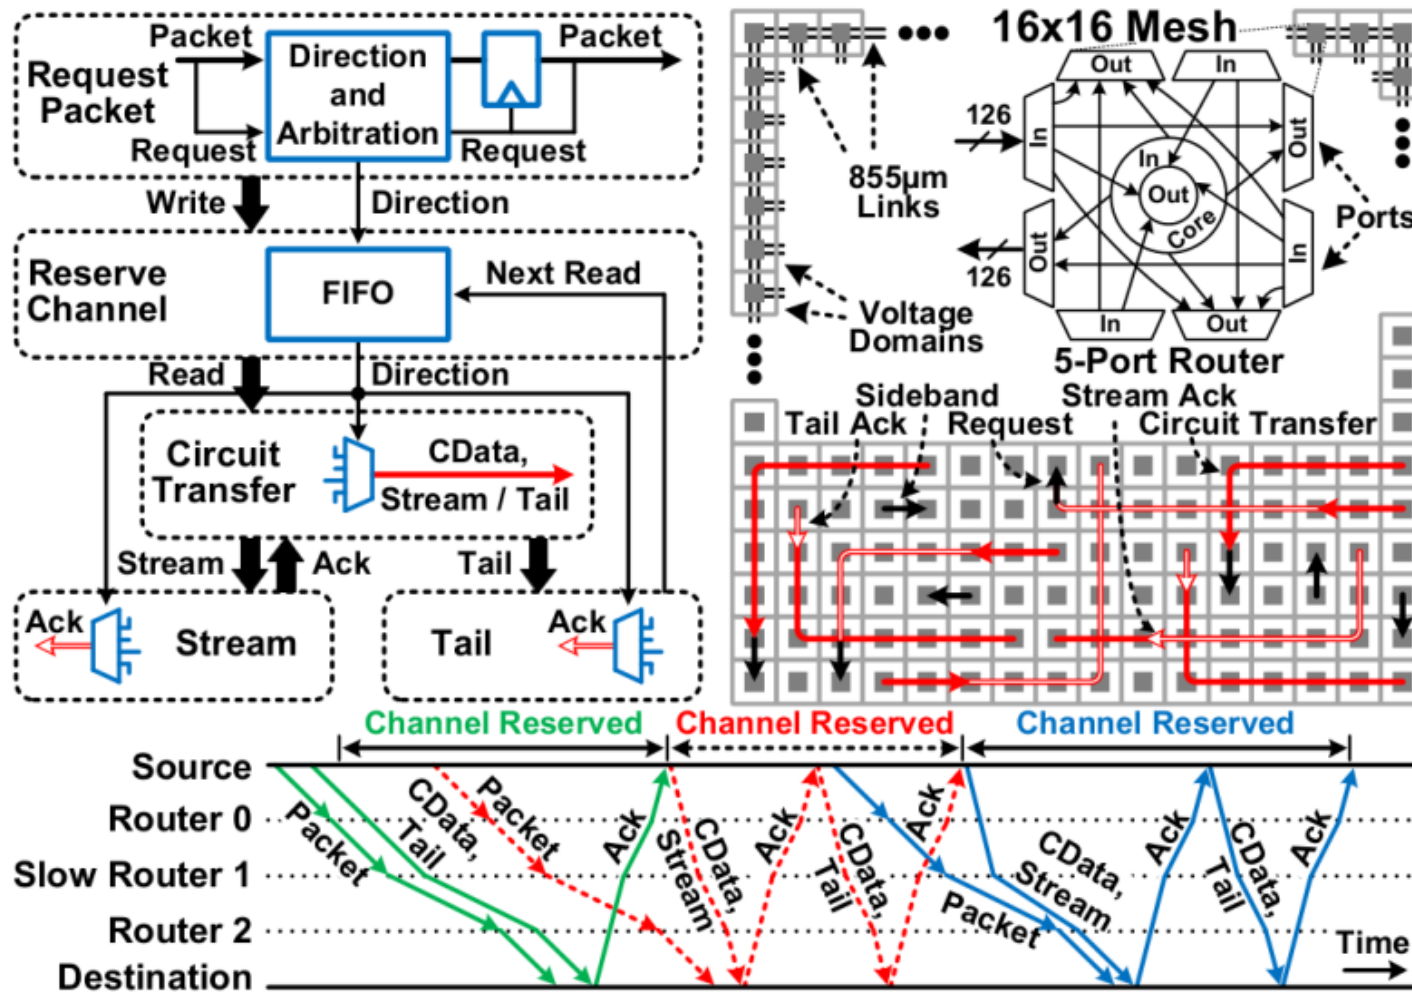 Packet
Packet
Request
Packet
Direction
and
Arbitration
Request
Request
Write
Direction
Reserve
Channel
FIFO
Next Read
Read
Direction
Circuit
Transfer
CData,
Stream / Tail
Stream
Ack
Tail
Ack
Stream
Tail
Ack
16x16 Mesh
Out
In
126
In
Out
855µm
Links
In
Out
Core
Ports
126
Out
In
Voltage
Domains
In
Out
5-Port Router
Sideband
Stream Ack
Tail Ack
Request
Circuit Transfer
Channel Reserved
Channel Reserved
Channel Reserved
Source
Router 0
Slow Router 1
Router 2
Destination
Packet
CData,
Tail
Packet
Ack
CData,
Stream
Ack
CData,
Tail
Ack
Packet
CData,
Stream
Ack
CData,
Tail
Ack
Time